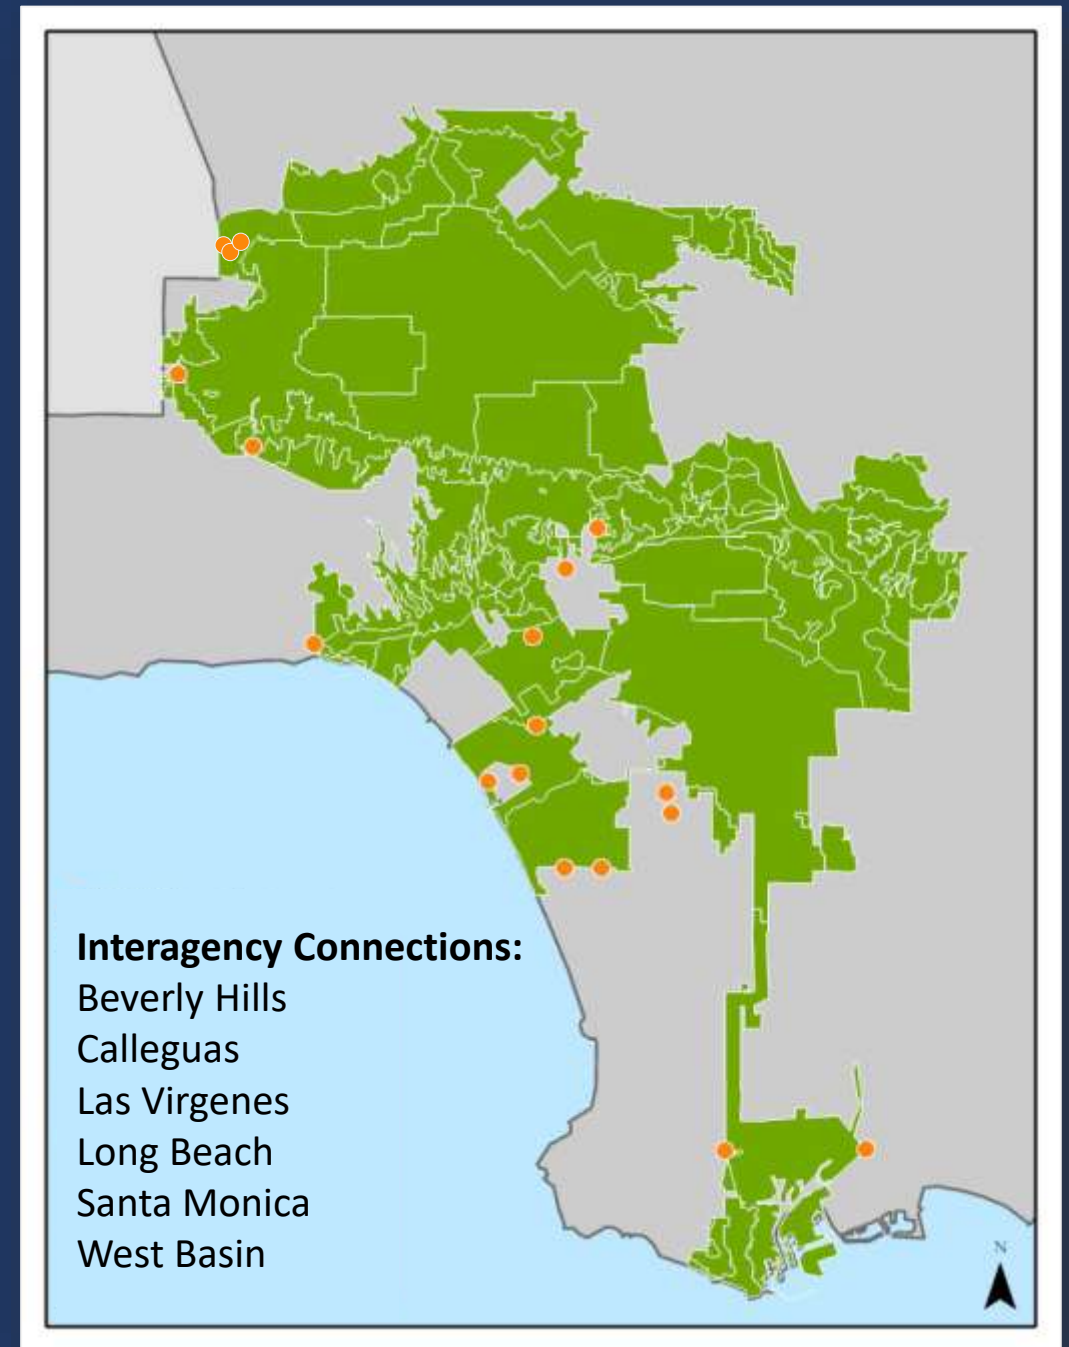 Interagency Connections:
Beverly Hills
Calleguas
Las Virgenes
Long Beach
Santa Monica
West Basin
N